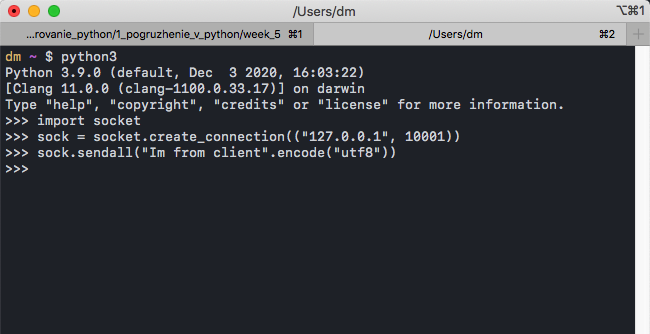 /Users/dm ⌥⌘1
...rovanie_python/1_pogruzhenie_v_python/week_5 ⌘1 /Users/dm ⌘2 +
dm ~ $ python3
Python 3.9.0 (default, Dec  3 2020, 16:03:22)
[Clang 11.0.0 (clang-1100.0.33.17)] on darwin
Type "help", "copyright", "credits" or "license" for more information.
>>> import socket
>>> sock = socket.create_connection(("127.0.0.1", 10001))
>>> sock.sendall("Im from client".encode("utf8"))
>>>